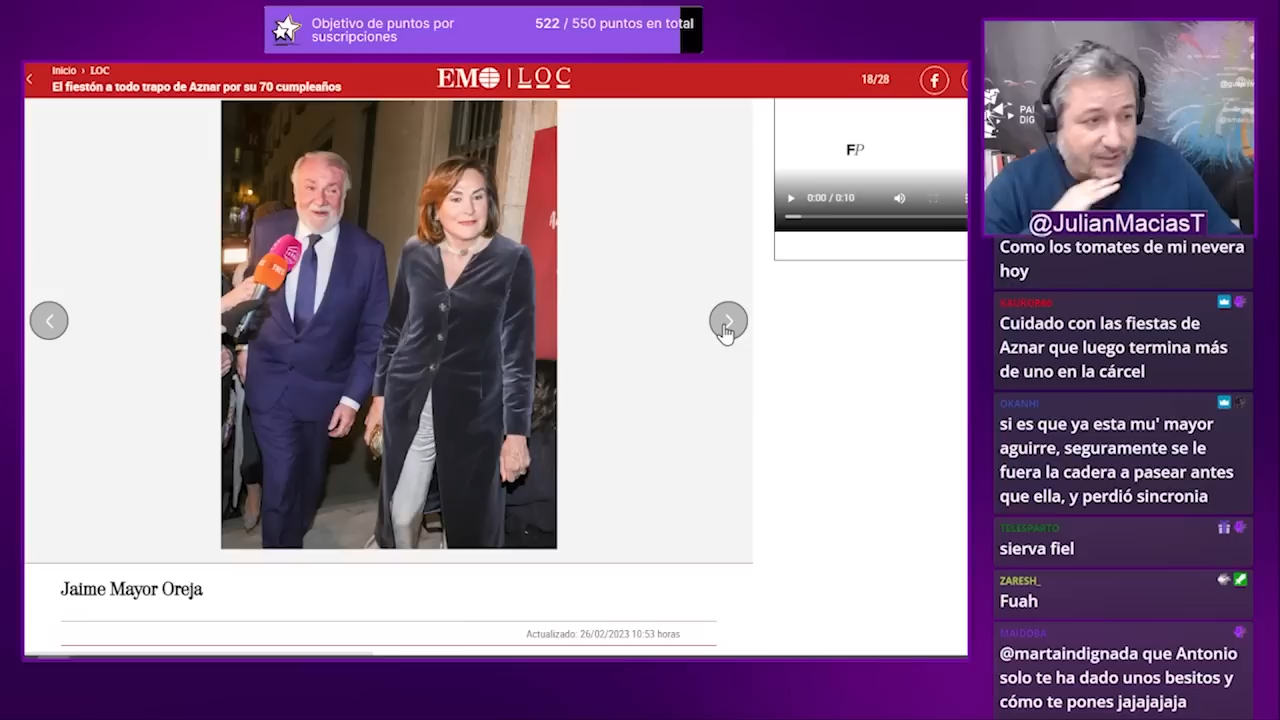 Objetivo de puntos por
suscripciones
522 / 550 puntos en total
Inicio › LOC
El fiestón a todo trapo de Aznar por su 70 cumpleaños
EM | LOC
18/28
f
FP
0:00 / 0:10
PA
DIG
@JulianMaciasT
Como los tomates de mi nevera
hoy
Cuidado con las fiestas de
Aznar que luego termina más
de uno en la cárcel
OKANHI
si es que ya esta mu' mayor
aguirre, seguramente se le
fuera la cadera a pasear antes
que ella, y perdió sincronia
TELESPARTO
sierva fiel
ZARESH_
Fuah
MAIDOBA
@martaindignada que Antonio
solo te ha dado unos besitos y
cómo te pones jajajajaja
Jaime Mayor Oreja
Actualizado: 26/02/2023 10:53 horas